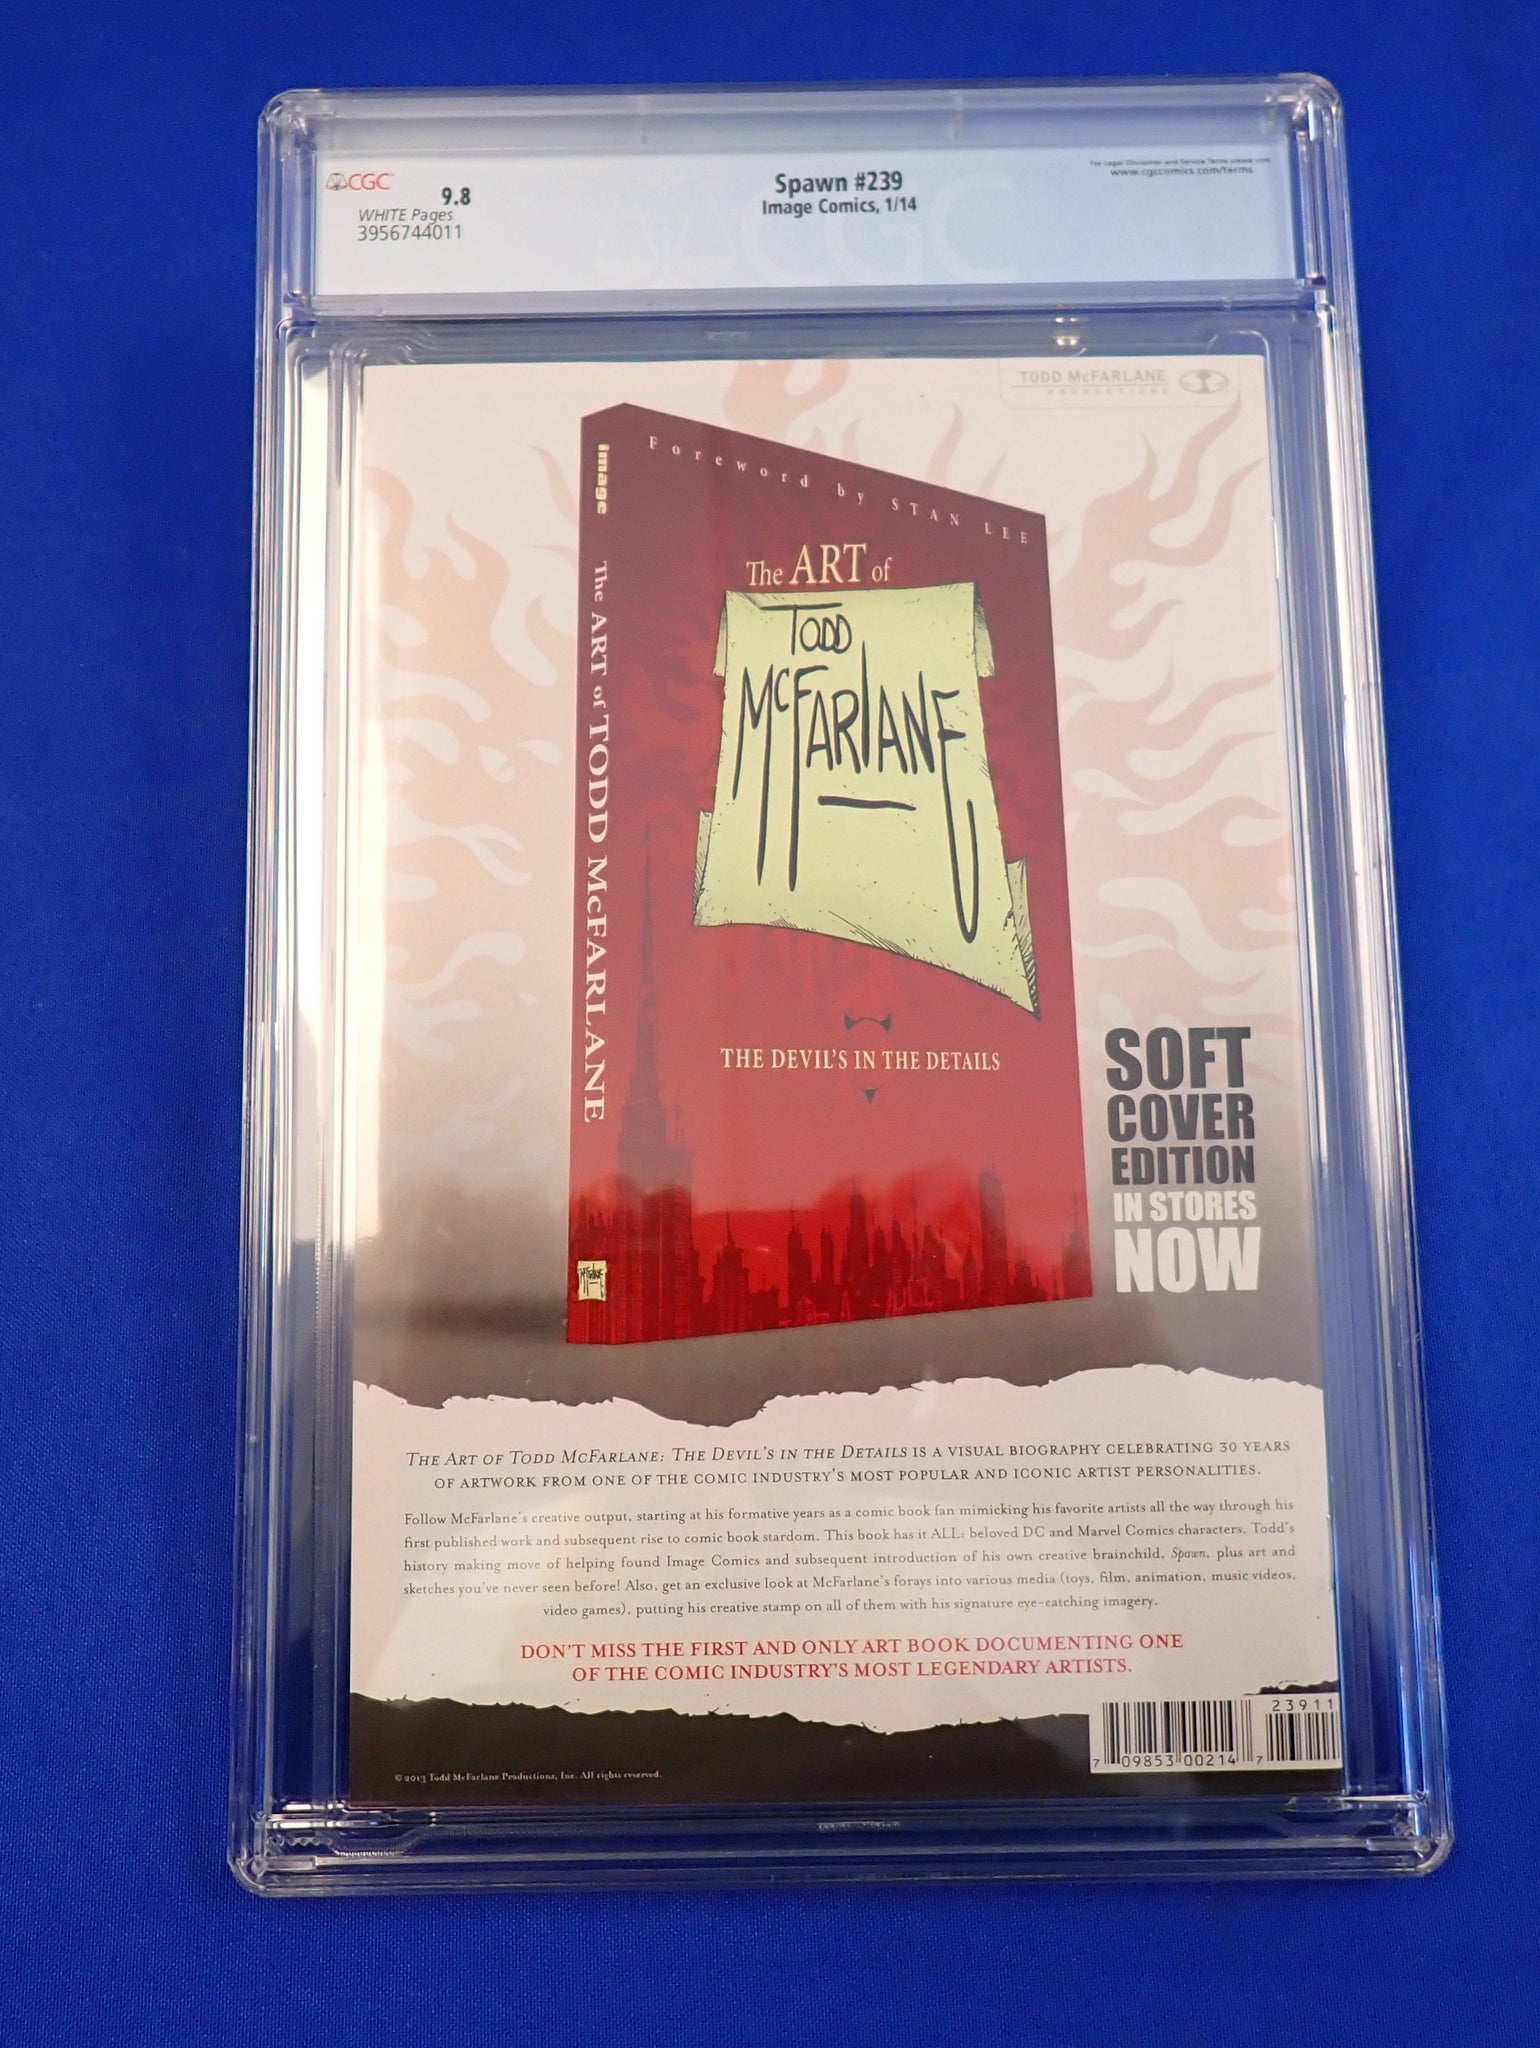 CGC
9.8
WHITE Pages
3956744011
Spawn #239
Image Comics, 1/14
For Legal Disclaimer and Service Terms please visit
www.cgccomics.com/terms
CGC
TODD McFARLANE
PRODUCTIONS
image
The ART of TODD McFARLANE
McFARLANE
Foreword by STAN LEE
The ART of
TODD
McFARLANE
THE DEVIL'S IN THE DETAILS
SOFT
COVER
EDITION
IN STORES
NOW
THE ART OF TODD MCFARLANE: THE DEVIL'S IN THE DETAILS IS A VISUAL BIOGRAPHY CELEBRATING 30 YEARS
OF ARTWORK FROM ONE OF THE COMIC INDUSTRY'S MOST POPULAR AND ICONIC ARTIST PERSONALITIES.
Follow McFarlane's creative output, starting at his formative years as a comic book fan mimicking his favorite artists all the way through his
first published work and subsequent rise to comic book stardom. This book has it ALL: beloved DC and Marvel Comics characters, Todd's
history making move of helping found Image Comics and subsequent introduction of his own creative brainchild, Spawn, plus art and
sketches you've never seen before! Also, get an exclusive look at McFarlane's forays into various media (toys, film, animation, music videos,
video games), putting his creative stamp on all of them with his signature eye-catching imagery.
DON'T MISS THE FIRST AND ONLY ART BOOK DOCUMENTING ONE
OF THE COMIC INDUSTRY'S MOST LEGENDARY ARTISTS.
23911
7 09853 00214 7
© 2013 Todd McFarlane Productions, Inc. All rights reserved.